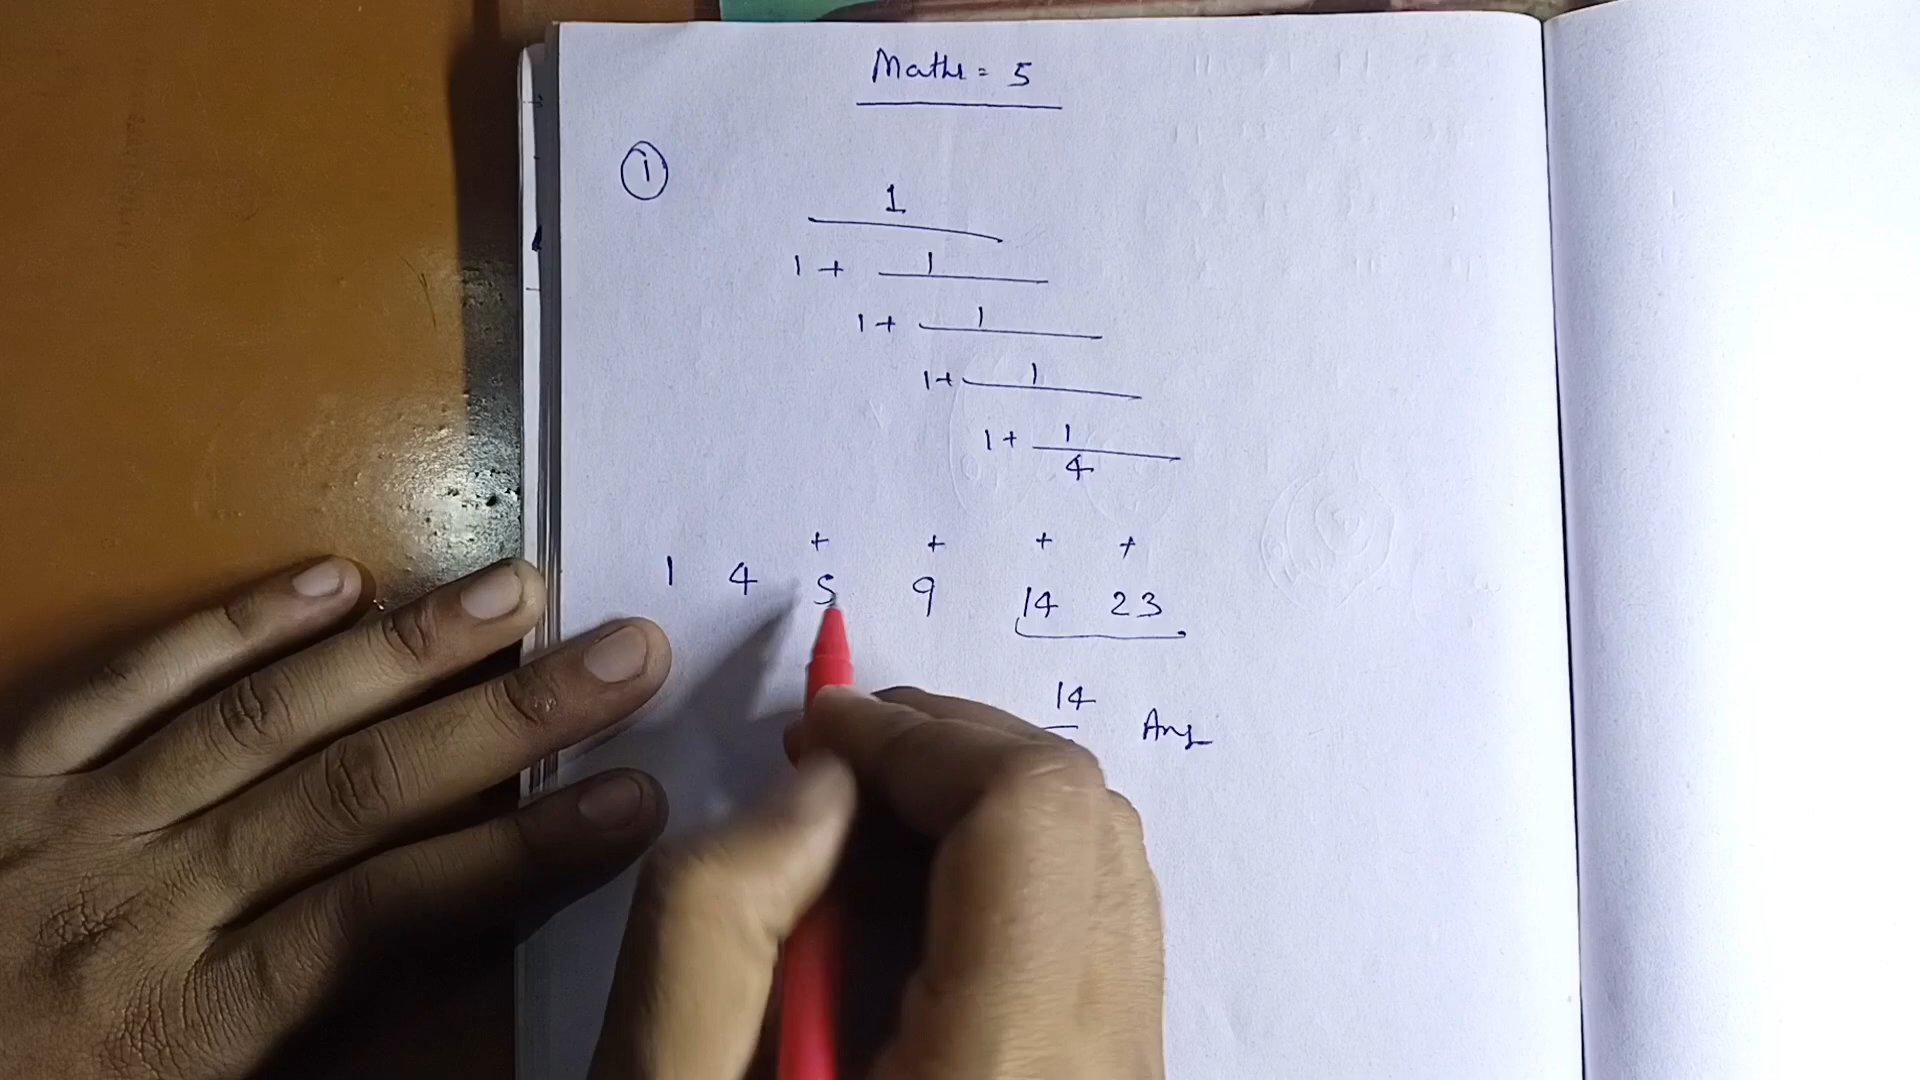 Maths = 5
1
1
1 + 1
1 + 1
1 + 1
1 + 1
4
+ + + +
1 4 5 9 14 23
14
Ans